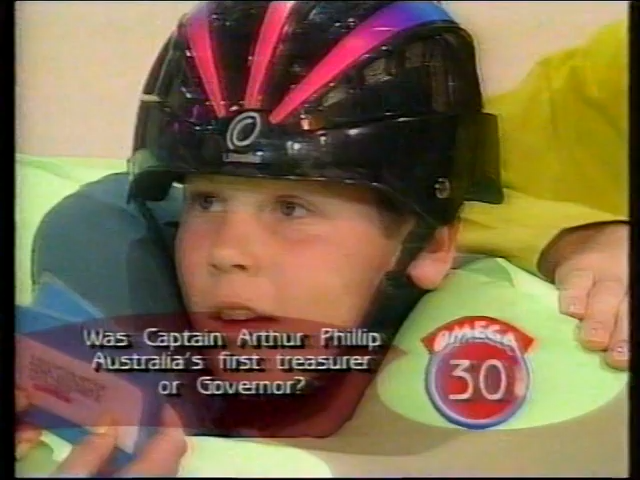 Was Captain Arthur Phillip
Australia's first treasurer
or Governor?
OMEGA
30